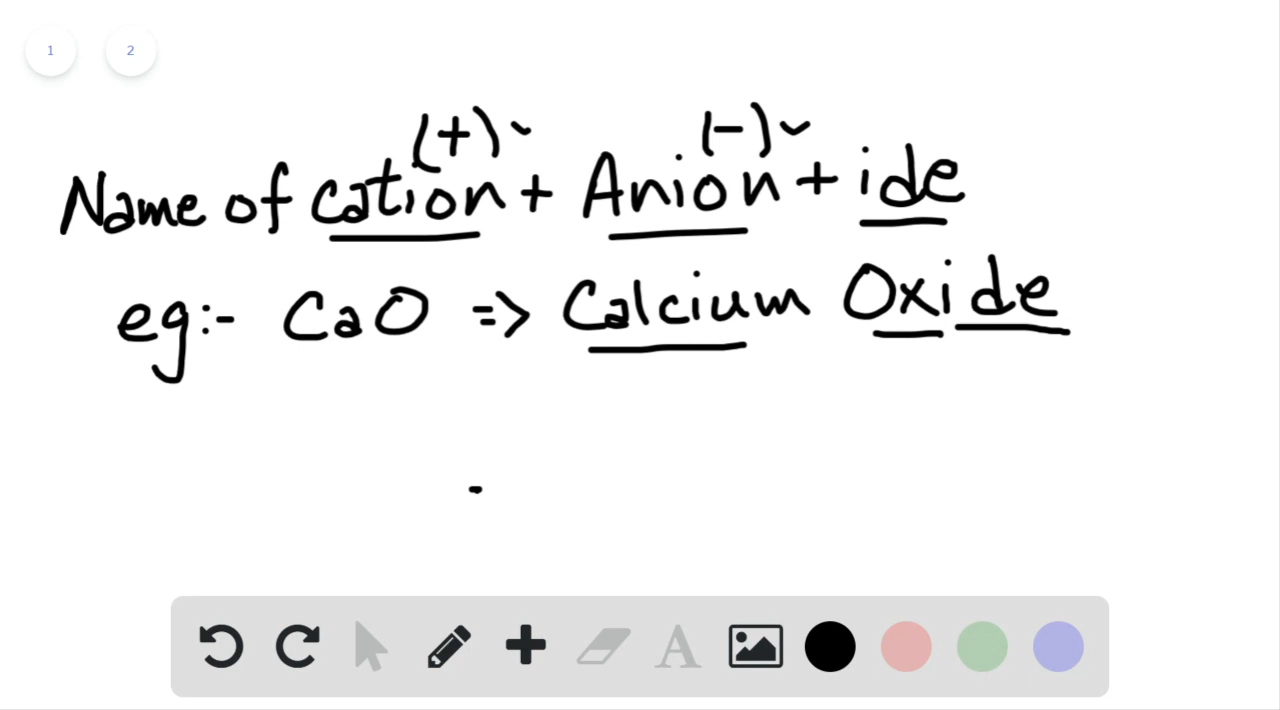 1 2
(+) (-)
Name of cation + Anion + ide
eg:- CaO => Calcium Oxide
A